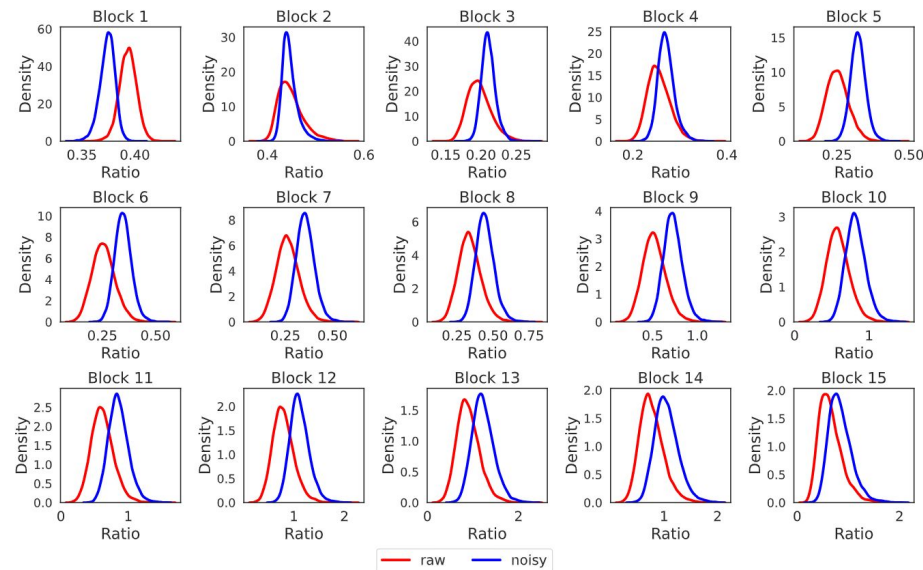 Block 1 Block 2 Block 3 Block 4 Block 5
60 40 20 0 Density 0.35 0.40 Ratio
30 20 10 0 Density 0.4 0.6 Ratio
40 30 20 10 0 Density 0.15 0.20 0.25 Ratio
25 20 15 10 5 0 Density 0.2 0.3 0.4 Ratio
15 10 5 0 Density 0.25 0.50 Ratio
Block 6 Block 7 Block 8 Block 9 Block 10
10 8 6 4 2 0 Density 0.25 0.50 Ratio
8 6 4 2 0 Density 0.25 0.50 Ratio
6 4 2 0 Density 0.25 0.50 0.75 Ratio
4 3 2 1 0 Density 0.5 1.0 Ratio
3 2 1 0 Density 0 1 Ratio
Block 11 Block 12 Block 13 Block 14 Block 15
2.5 2.0 1.5 1.0 0.5 0.0 Density 0 1 Ratio
2.0 1.5 1.0 0.5 0.0 Density 1 2 Ratio
1.5 1.0 0.5 0.0 Density 0 2 Ratio
2.0 1.5 1.0 0.5 0.0 Density 0 1 2 Ratio
2.0 1.5 1.0 0.5 0.0 Density 0 1 2 Ratio
raw noisy